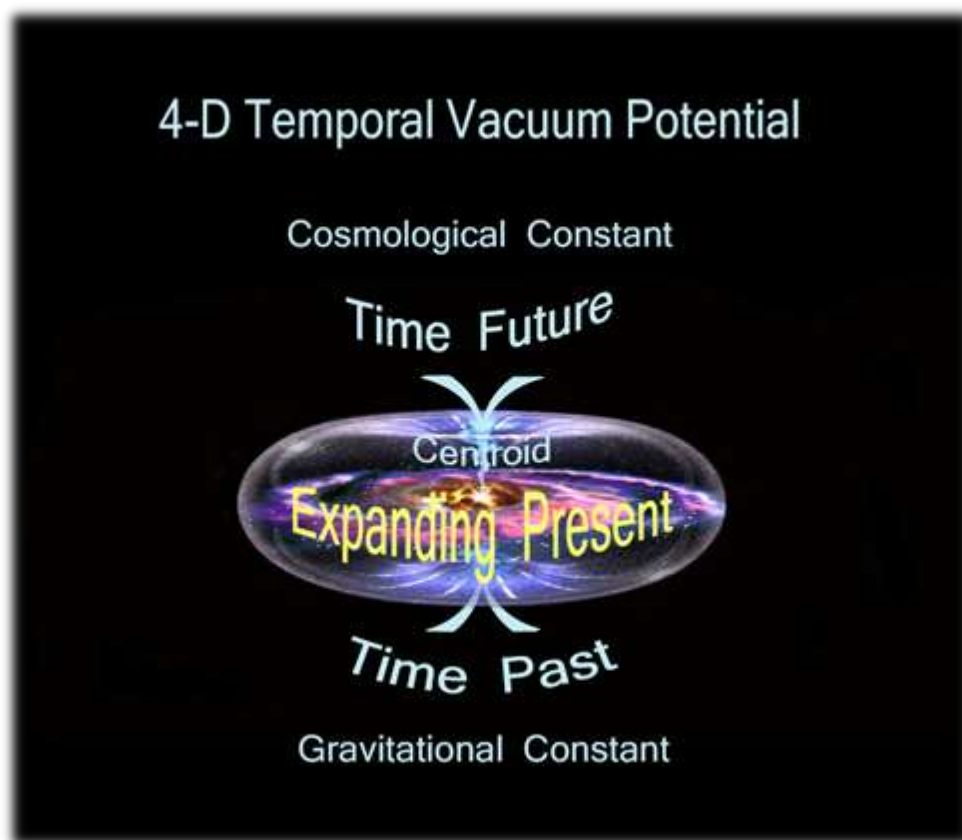 4-D Temporal Vacuum Potential
Cosmological Constant
Time Future
Centroid
Expanding Present
Time Past
Gravitational Constant